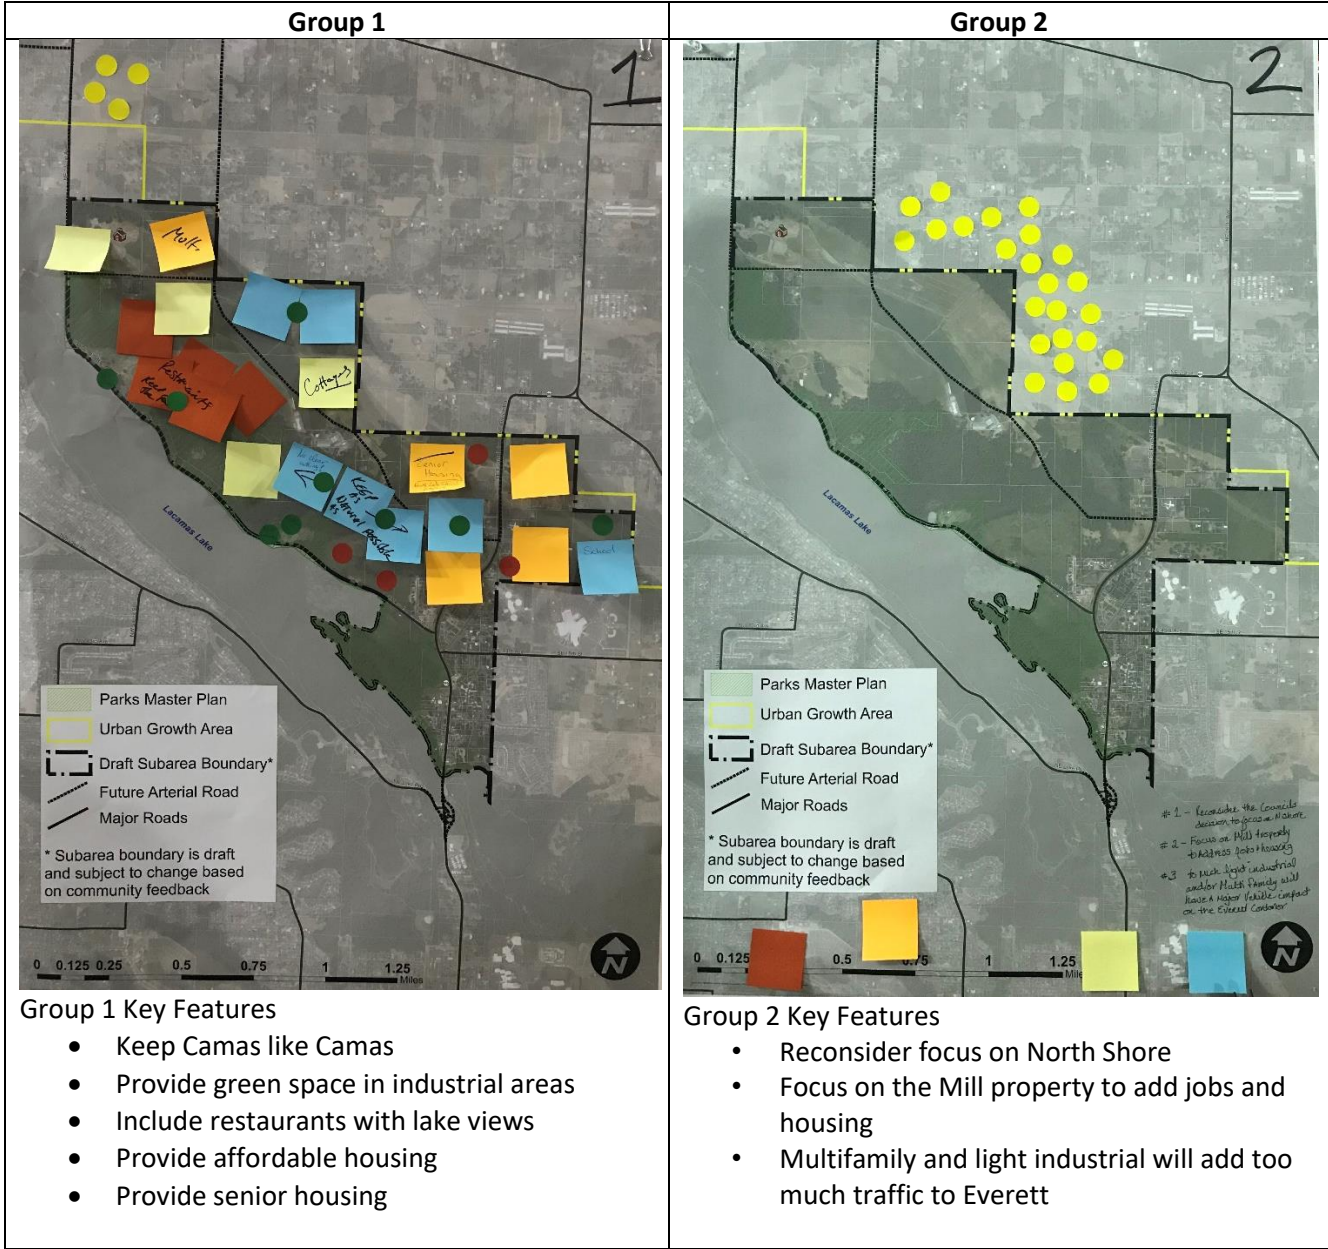 Group 1
Group 2
1
Mult.
Cottages
Restraints
Keep
The
Senior
Housing
KEEP
AS
Natural
AS
Possible
School
Lacamas Lake
Parks Master Plan
Urban Growth Area
Draft Subarea Boundary*
Future Arterial Road
Major Roads
* Subarea boundary is draft
and subject to change based
on community feedback
0 0.125 0.25 0.5 0.75 1 1.25
Miles
N
Group 1 Key Features
• Keep Camas like Camas
• Provide green space in industrial areas
• Include restaurants with lake views
• Provide affordable housing
• Provide senior housing
2
Lacamas Lake
Parks Master Plan
Urban Growth Area
Draft Subarea Boundary*
Future Arterial Road
Major Roads
* Subarea boundary is draft
and subject to change based
on community feedback
#1 - Reconsider the Councils
decision to focus on N shore
#2 - Focus on Mill property
to Address jobs & housing
#3 to Much light industrial
and/or Multi Family will
have A Major Vehicle impact
on the Everett Corridor
0 0.125 0.5 0.75 1 1.25
Mile
N
Group 2 Key Features
• Reconsider focus on North Shore
• Focus on the Mill property to add jobs and
housing
• Multifamily and light industrial will add too
much traffic to Everett